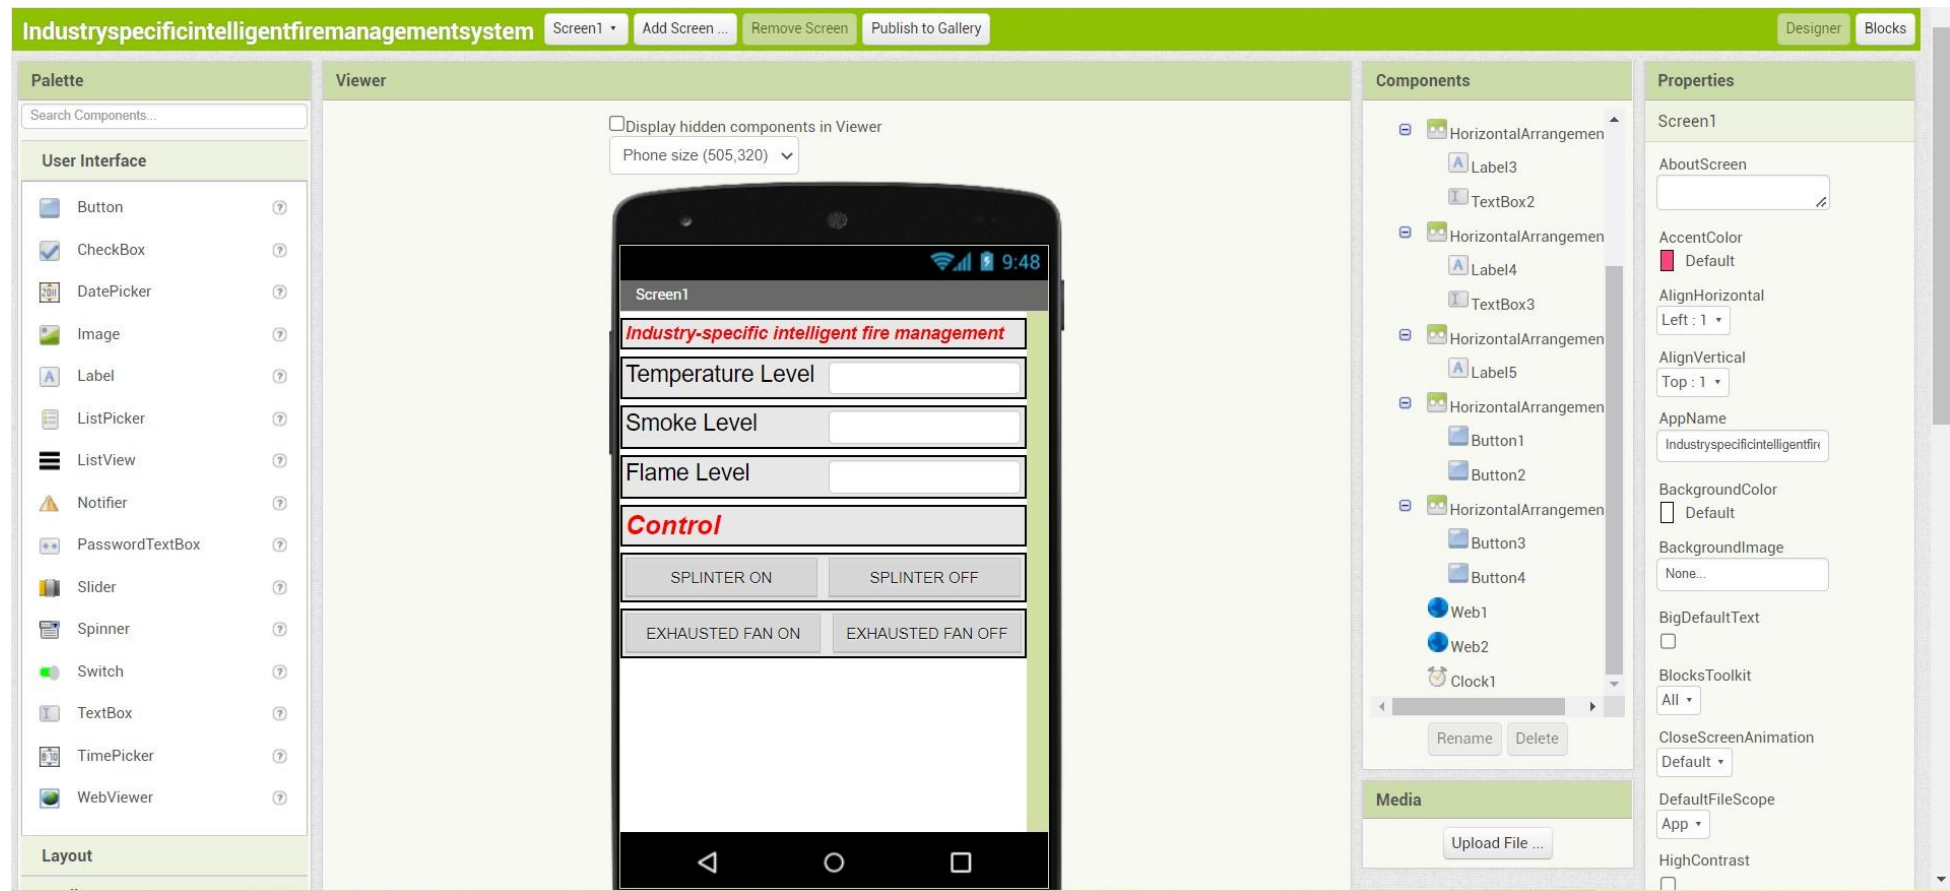 Industryspecificintelligentfiremanagementsystem Screen1 Add Screen ... Remove Screen Publish to Gallery Designer Blocks
Palette
Search Components...
User Interface
Button
CheckBox
DatePicker
Image
Label
ListPicker
ListView
Notifier
PasswordTextBox
Slider
Spinner
Switch
TextBox
TimePicker
WebViewer
Layout
Viewer
Display hidden components in Viewer
Phone size (505,320)
9:48
Screen1
Industry-specific intelligent fire management
Temperature Level
Smoke Level
Flame Level
Control
SPLINTER ON SPLINTER OFF
EXHAUSTED FAN ON EXHAUSTED FAN OFF
Components
HorizontalArrangemen
Label3
TextBox2
HorizontalArrangemen
Label4
TextBox3
HorizontalArrangemen
Label5
HorizontalArrangemen
Button1
Button2
HorizontalArrangemen
Button3
Button4
Web1
Web2
Clock1
Rename Delete
Media
Upload File ...
Properties
Screen1
AboutScreen
AccentColor
Default
AlignHorizontal
Left : 1
AlignVertical
Top : 1
AppName
Industryspecificintelligentfire
BackgroundColor
Default
BackgroundImage
None...
BigDefaultText
BlocksToolkit
All
CloseScreenAnimation
Default
DefaultFileScope
App
HighContrast